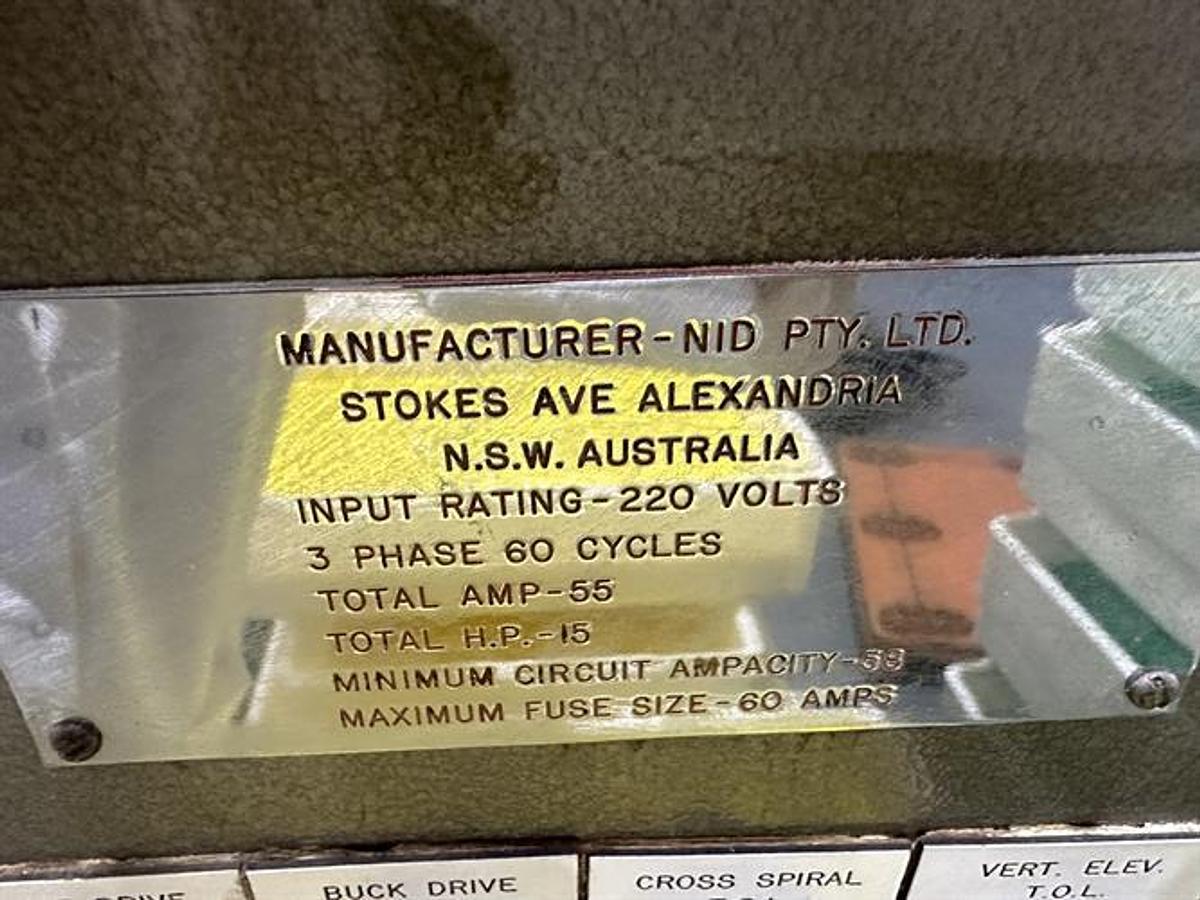 MANUFACTURER-NID PTY. LTD.
STOKES AVE ALEXANDRIA
N.S.W. AUSTRALIA
INPUT RATING-220 VOLTS
3 PHASE 60 CYCLES
TOTAL AMP-55
TOTAL H.P.-15
MINIMUM CIRCUIT AMPACITY-
MAXIMUM FUSE SIZE-60 AMPS
DRIVE
BUCK DRIVE
CROSS SPIRAL
VERT. ELEV.
T.O.L.